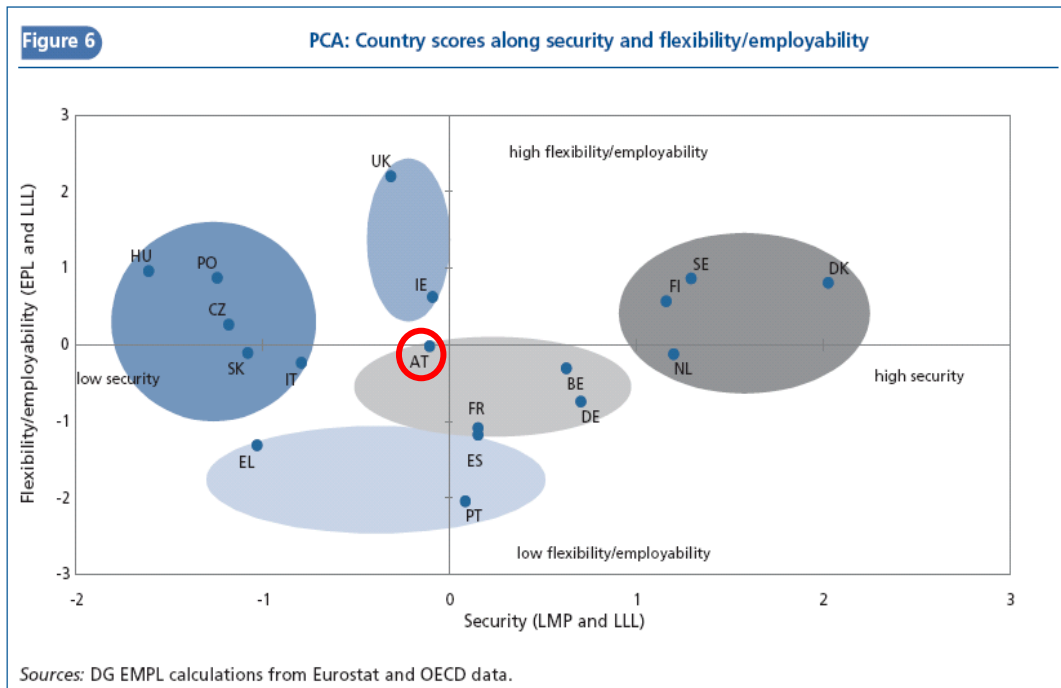 Figure 6
PCA: Country scores along security and flexibility/employability
Flexibility/employability (EPL and LLL)
3
2
1
0
-1
-2
-3
high flexibility/employability
UK
HU
PO
CZ
SK
IT
low security
IE
AT
SE
DK
FI
NL
high security
BE
DE
FR
ES
EL
PT
low flexibility/employability
-2
-1
0
1
2
3
Security (LMP and LLL)
Sources: DG EMPL calculations from Eurostat and OECD data.